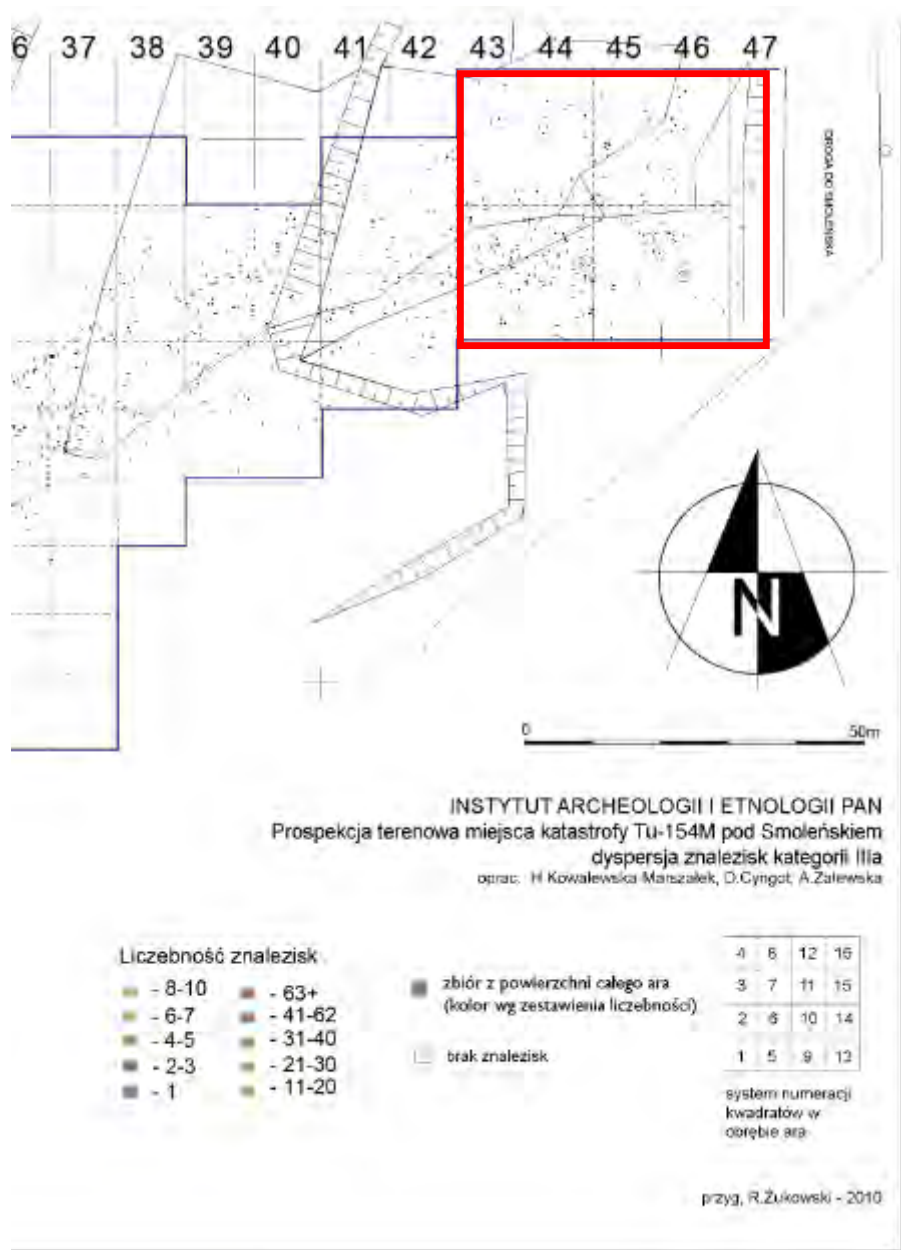 6 37 38 39 40 41 42 43 44 45 46 47
DROGA DO SMOLEŃSKA
N
0 50m
INSTYTUT ARCHEOLOGII I ETNOLOGII PAN
Prospekcja terenowa miejsca katastrofy Tu-154M pod Smoleńskiem
dyspersja znalezisk kategorii IIIa
oprac. H.Kowalewska-Marszałek, D.Cyngot, A.Zalewska
Liczebność znalezisk
- 8-10
- 6-7
- 4-5
- 2-3
- 1
- 63+
- 41-62
- 31-40
- 21-30
- 11-20
zbiór z powierzchni całego ara
(kolor wg zestawienia liczebności)
brak znalezisk
4 8 12 16
3 7 11 15
2 6 10 14
1 5 9 13
system numeracji
kwadratów w
obrębie ara
przyg, R.Żukowski - 2010